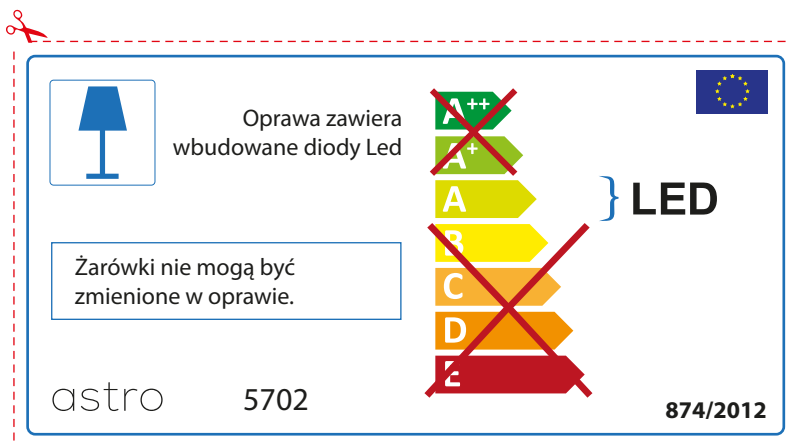 Oprawa zawiera
wbudowane diody Led
A++
A+
A
B
C
D
E
LED
Żarówki nie mogą być
zmienione w oprawie.
astro
5702
874/2012